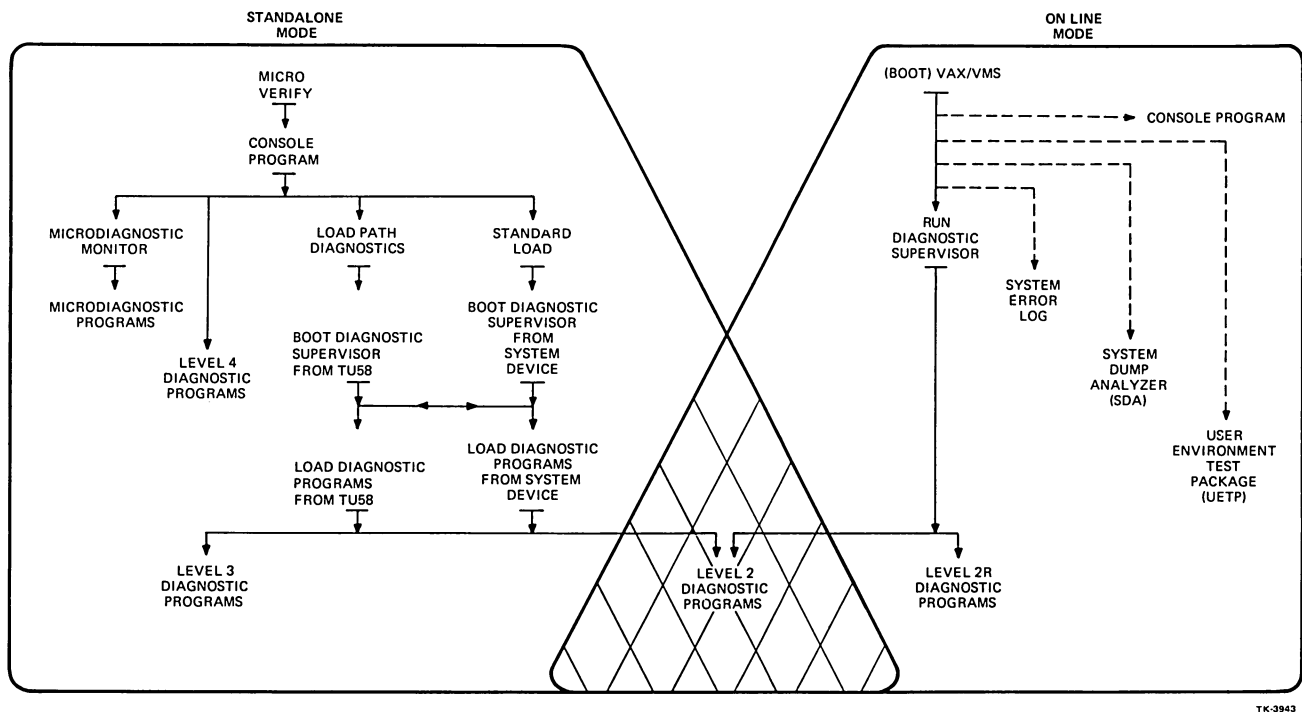 STANDALONE
MODE
ON LINE
MODE
MICRO
VERIFY
CONSOLE
PROGRAM
MICRODIAGNOSTIC
MONITOR
MICRODIAGNOSTIC
PROGRAMS
LEVEL 4
DIAGNOSTIC
PROGRAMS
LOAD PATH
DIAGNOSTICS
BOOT DIAGNOSTIC
SUPERVISOR
FROM TU58
LOAD DIAGNOSTIC
PROGRAMS
FROM TU58
STANDARD
LOAD
BOOT DIAGNOSTIC
SUPERVISOR
FROM
SYSTEM
DEVICE
LOAD DIAGNOSTIC
PROGRAMS
FROM SYSTEM
DEVICE
LEVEL 3
DIAGNOSTIC
PROGRAMS
LEVEL 2
DIAGNOSTIC
PROGRAMS
(BOOT) VAX/VMS
CONSOLE PROGRAM
RUN
DIAGNOSTIC
SUPERVISOR
SYSTEM
ERROR
LOG
SYSTEM
DUMP
ANALYZER
(SDA)
USER
ENVIRONMENT
TEST
PACKAGE
(UETP)
LEVEL 2R
DIAGNOSTIC
PROGRAMS
TK-3943